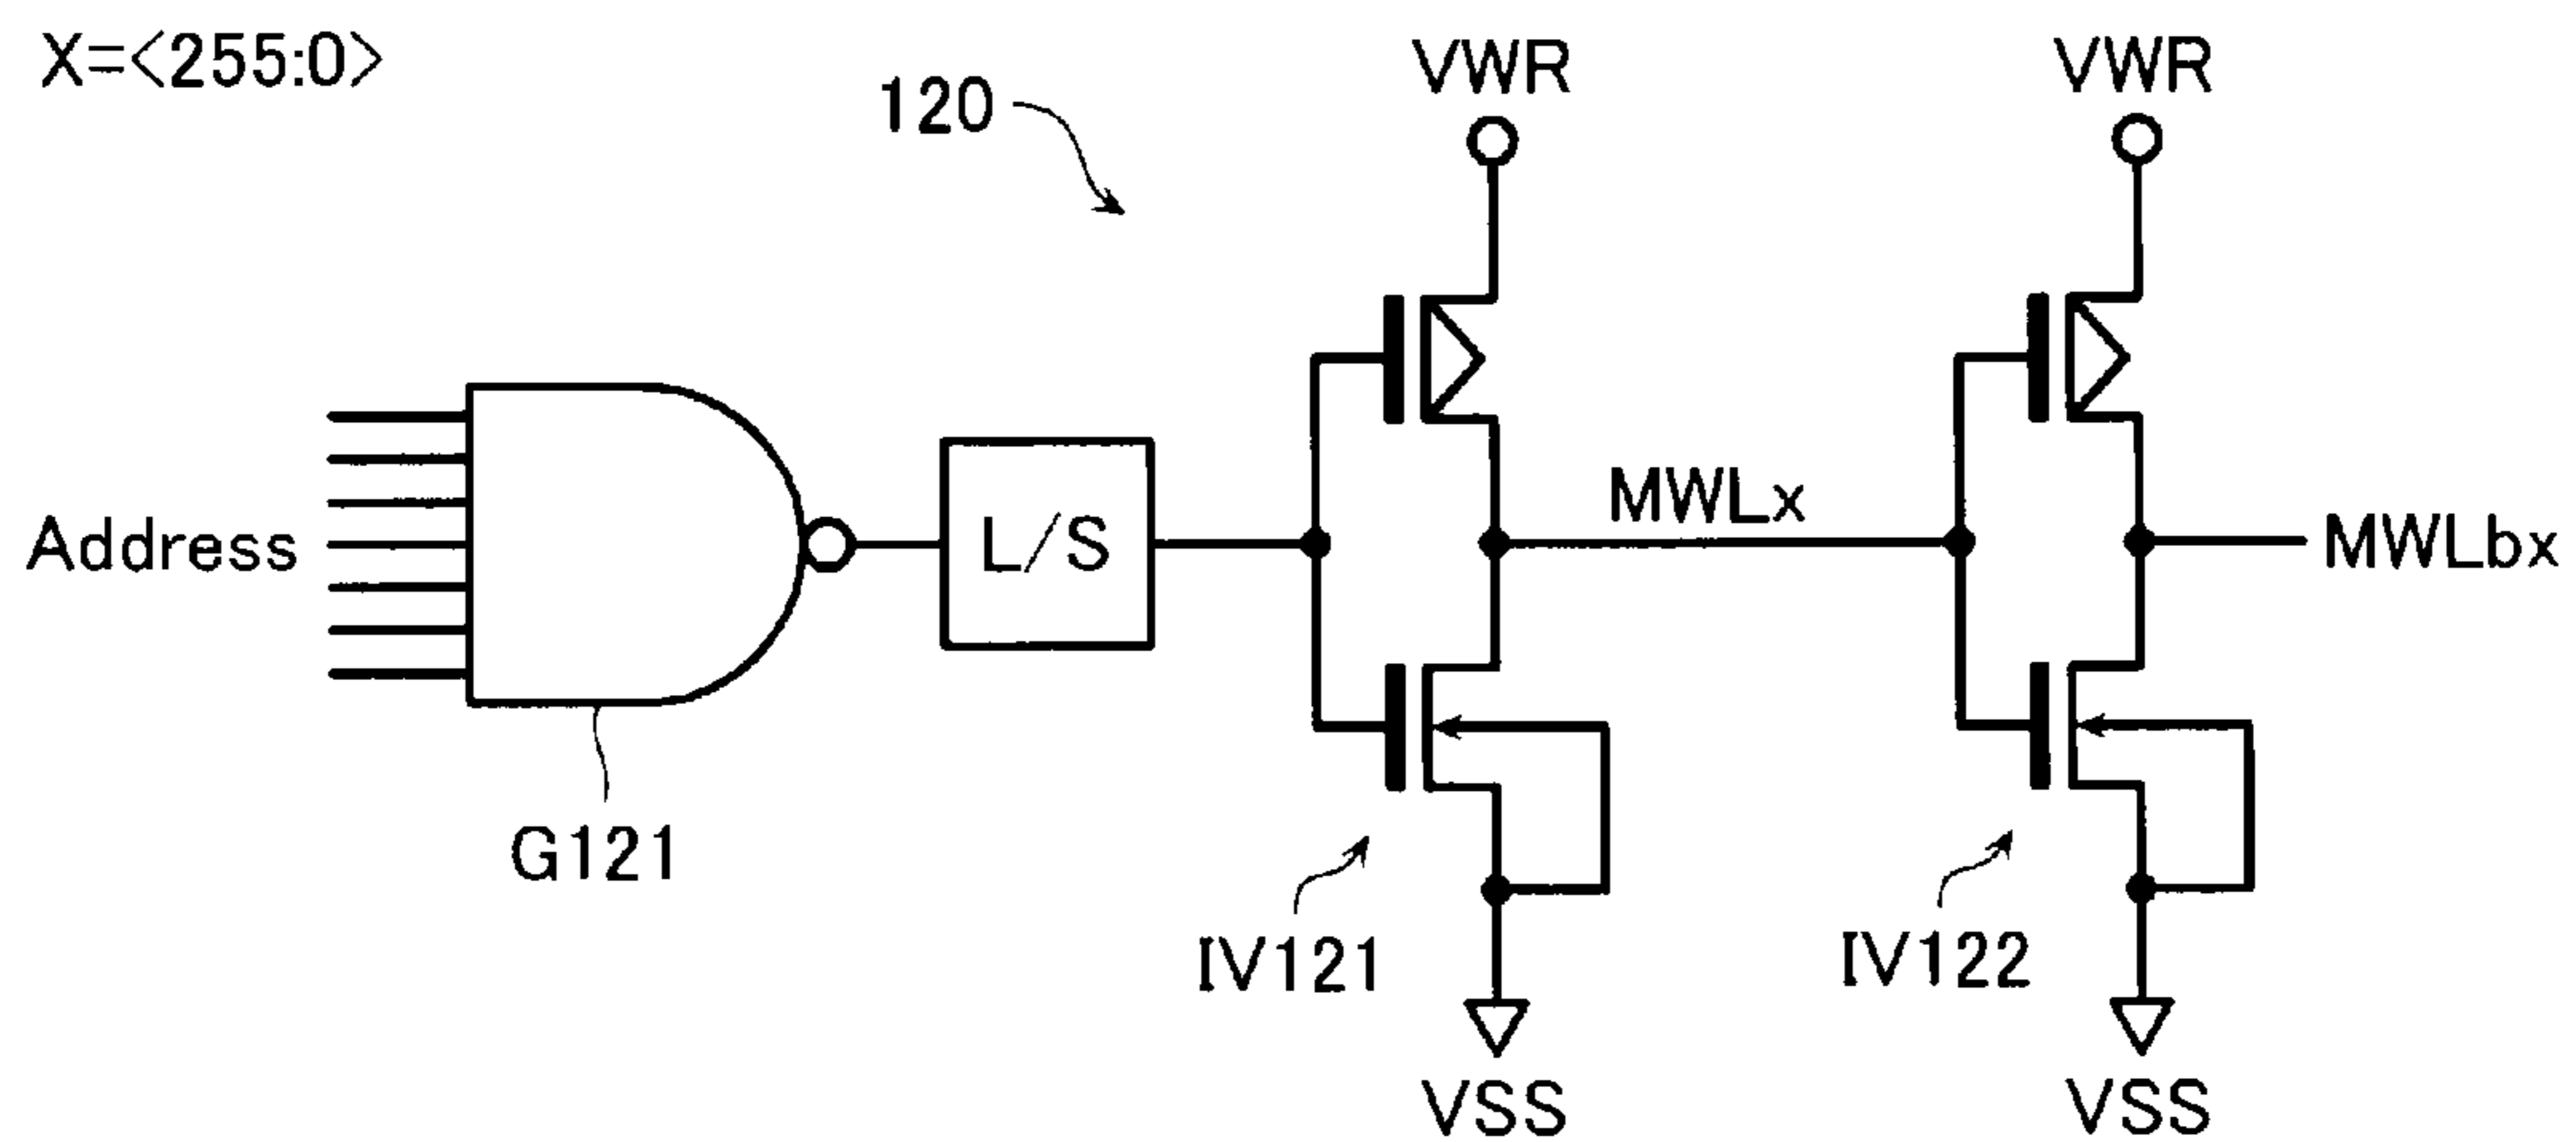 X=<255:0>
120
VWR
VWR
Address
L/S
MWLx
MWLbx
G121
IV121
IV122
VSS
VSS